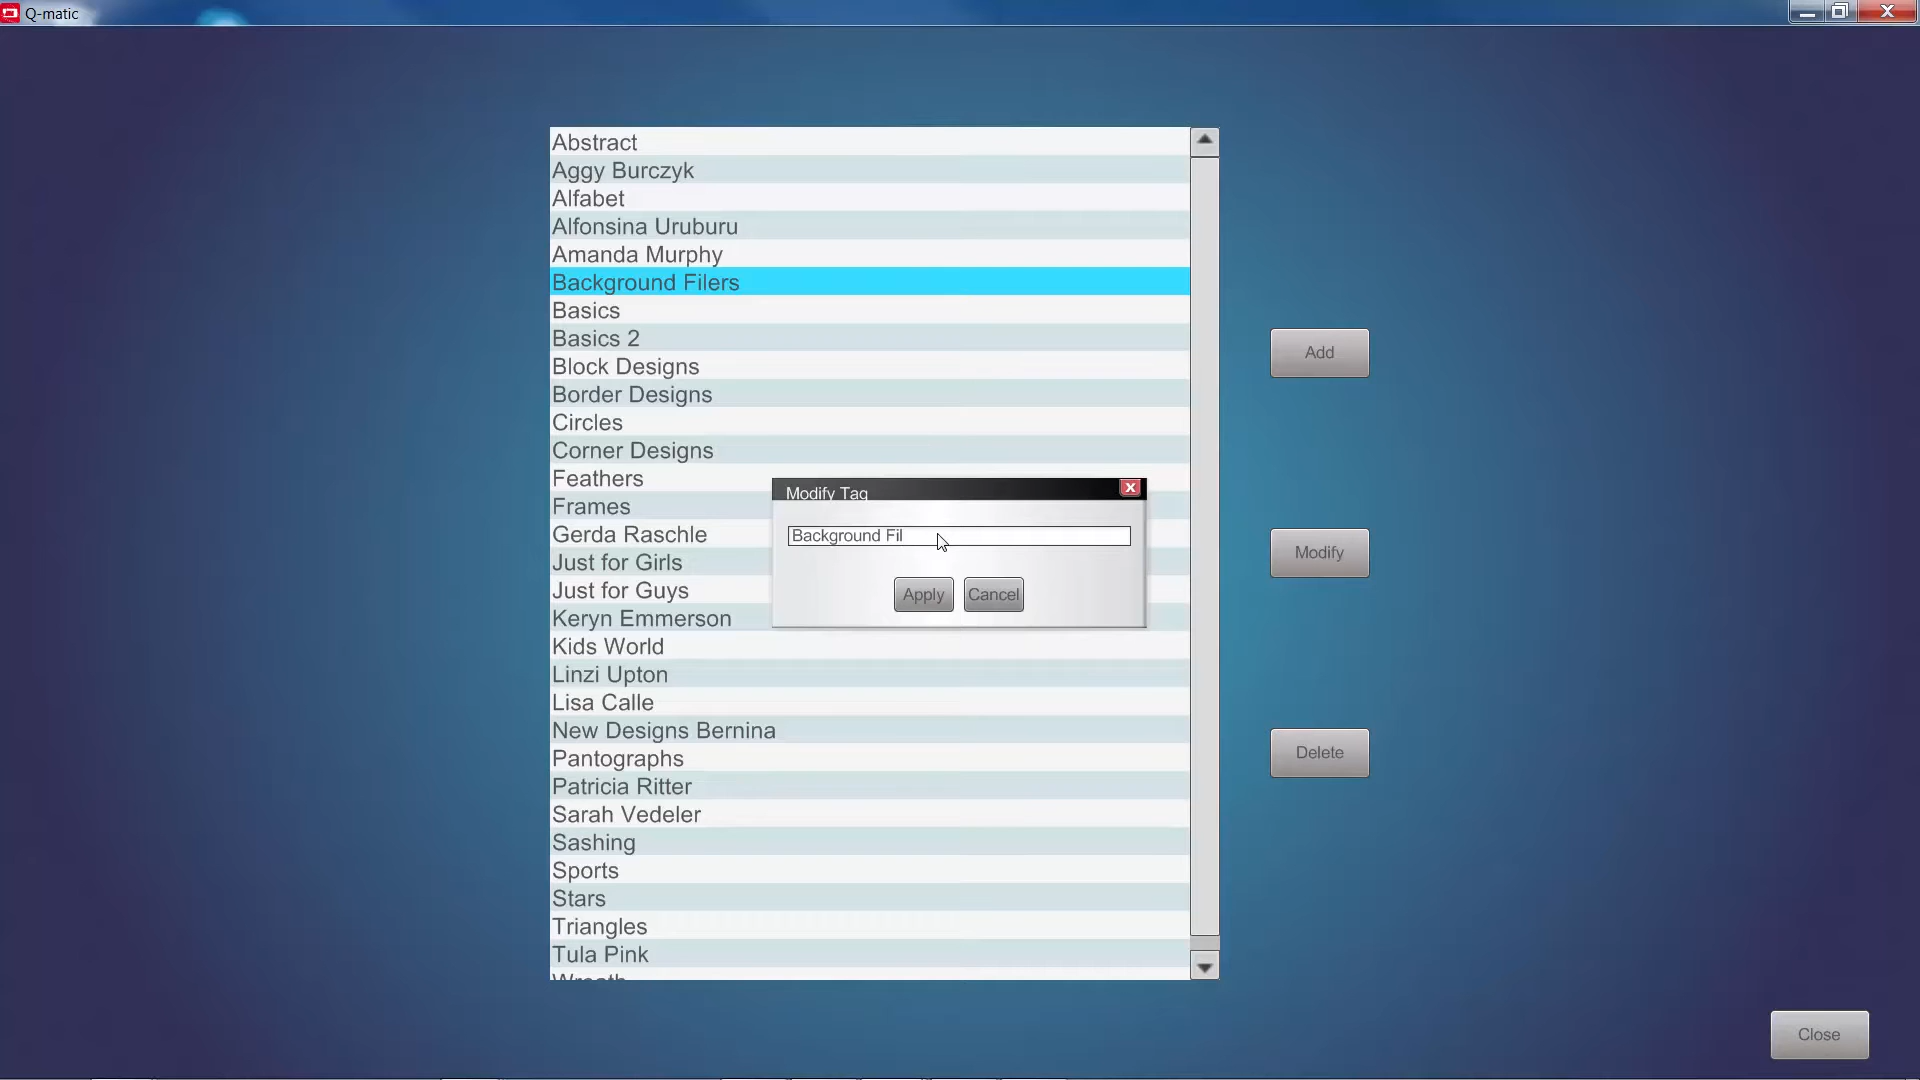 Q-matic
Abstract
Aggy Burczyk
Alfabet
Alfonsina Uruburu
Amanda Murphy
Background Filers
Basics
Basics 2
Block Designs
Border Designs
Circles
Corner Designs
Feathers
Frames
Gerda Raschle
Just for Girls
Just for Guys
Keryn Emmerson
Kids World
Linzi Upton
Lisa Calle
New Designs Bernina
Pantographs
Patricia Ritter
Sarah Vedeler
Sashing
Sports
Stars
Triangles
Tula Pink
Wreath
Modify Tag
Background Fil
Apply
Cancel
Add
Modify
Delete
Close